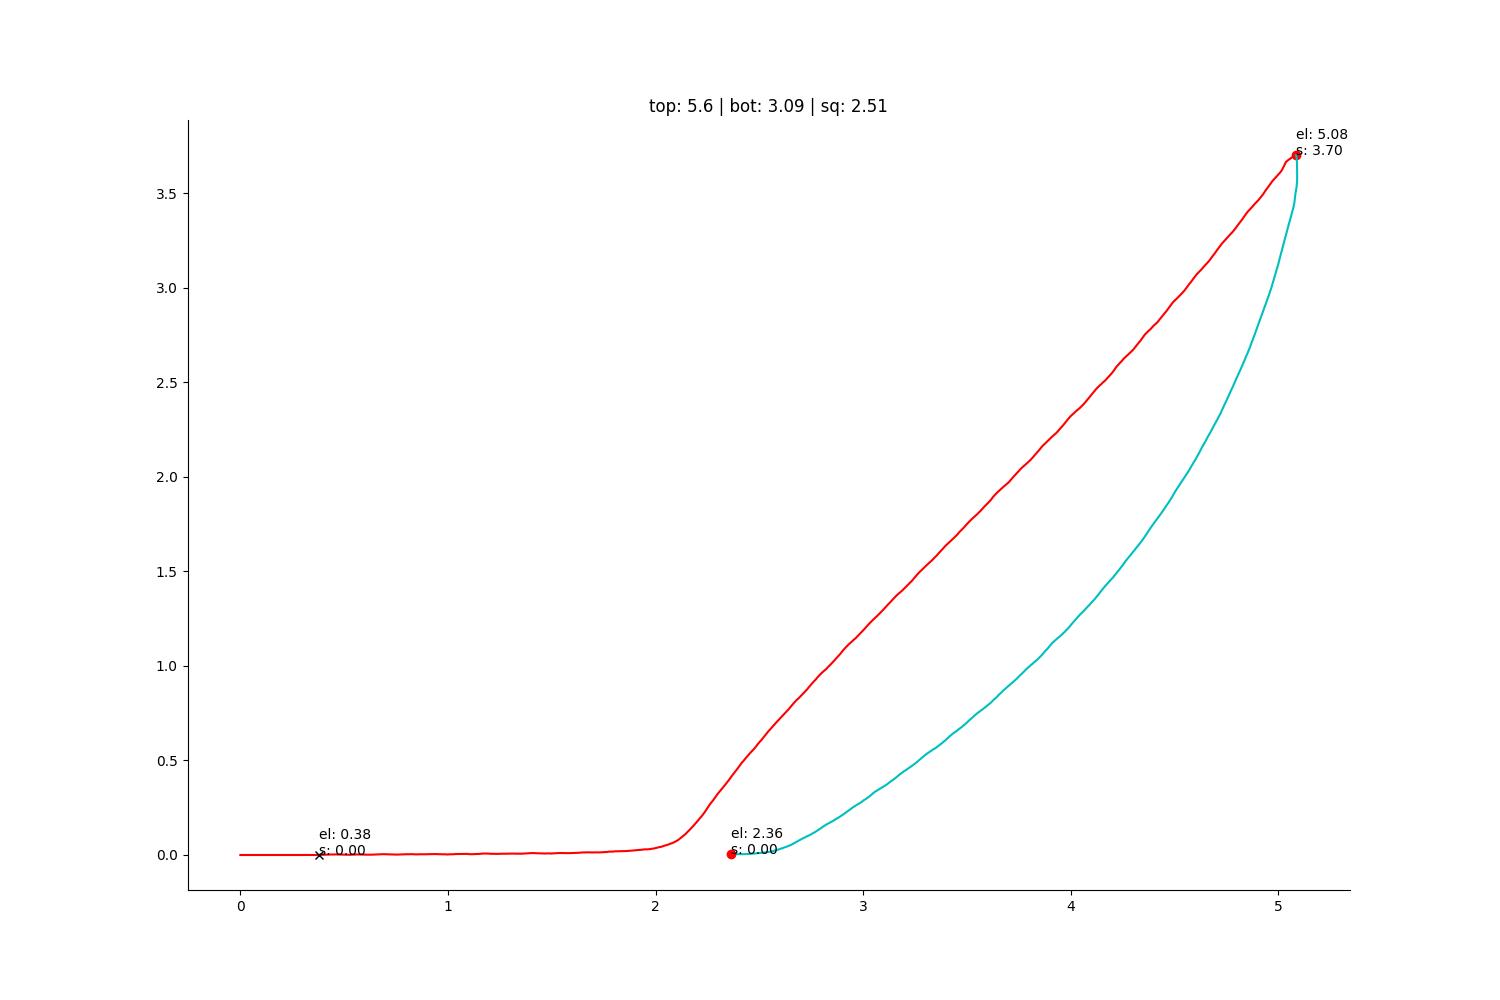 top: 5.6 | bot: 3.09 | sq: 2.51
el: 5.08
s: 3.70
3.5
3.0
2.5
2.0
1.5
1.0
0.5
el: 0.38
s: 0.00
el: 2.36
s: 0.00
0.0
0 1 2 3 4 5